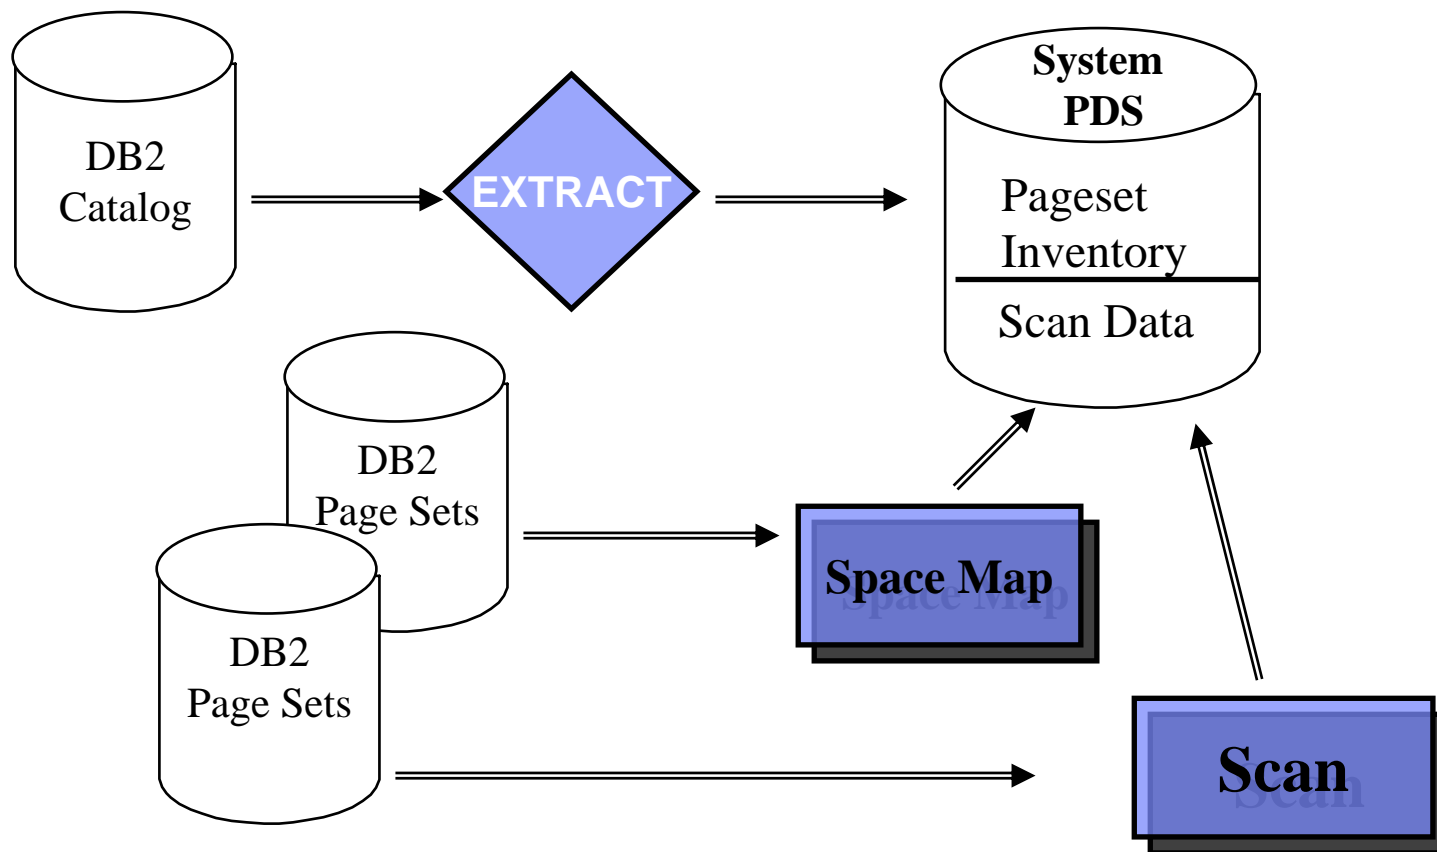 System
PDS
DB2
Catalog
EXTRACT
Pageset
Inventory
Scan Data
DB2
Page Sets
Space Map
DB2
Page Sets
Scan